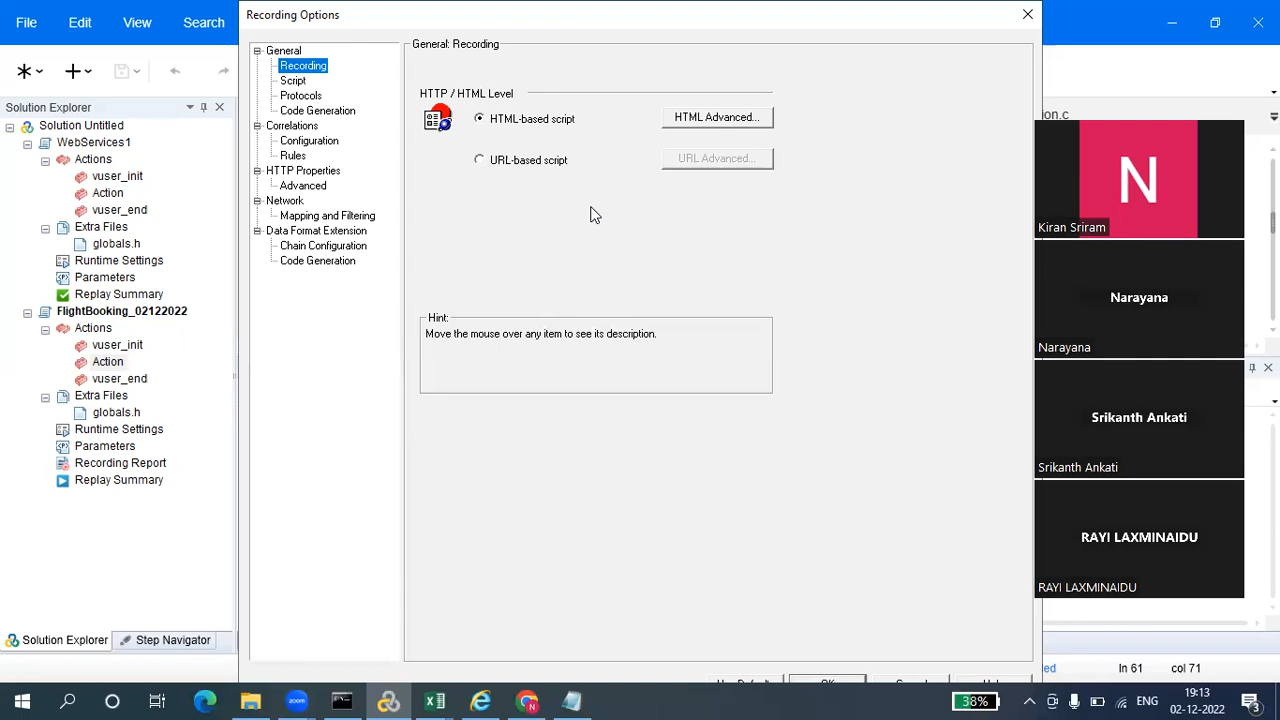 Recording Options
File
Edit
View
Search
Solution Explorer
Solution Untitled
WebServices1
Actions
vuser_init
Action
vuser_end
Extra Files
globals.h
Runtime Settings
Parameters
Replay Summary
FlightBooking_02122022
Actions
vuser_init
Action
vuser_end
Extra Files
globals.h
Runtime Settings
Parameters
Recording Report
Replay Summary
Solution Explorer
Step Navigator
General
Recording
Script
Protocols
Code Generation
Correlations
Configuration
Rules
HTTP Properties
Advanced
Network
Mapping and Filtering
Data Format Extension
Chain Configuration
Code Generation
General: Recording
HTTP / HTML Level
HTML-based script
HTML Advanced...
URL-based script
URL Advanced...
Hint:
Move the mouse over any item to see its description.
N
Kiran Sriram
Narayana
Narayana
Srikanth Ankati
Srikanth Ankati
RAYI LAXMINAIDU
RAYI LAXMINAIDU
ln 61
col 71
zoom
38%
ENG
19:13
02-12-2022
3